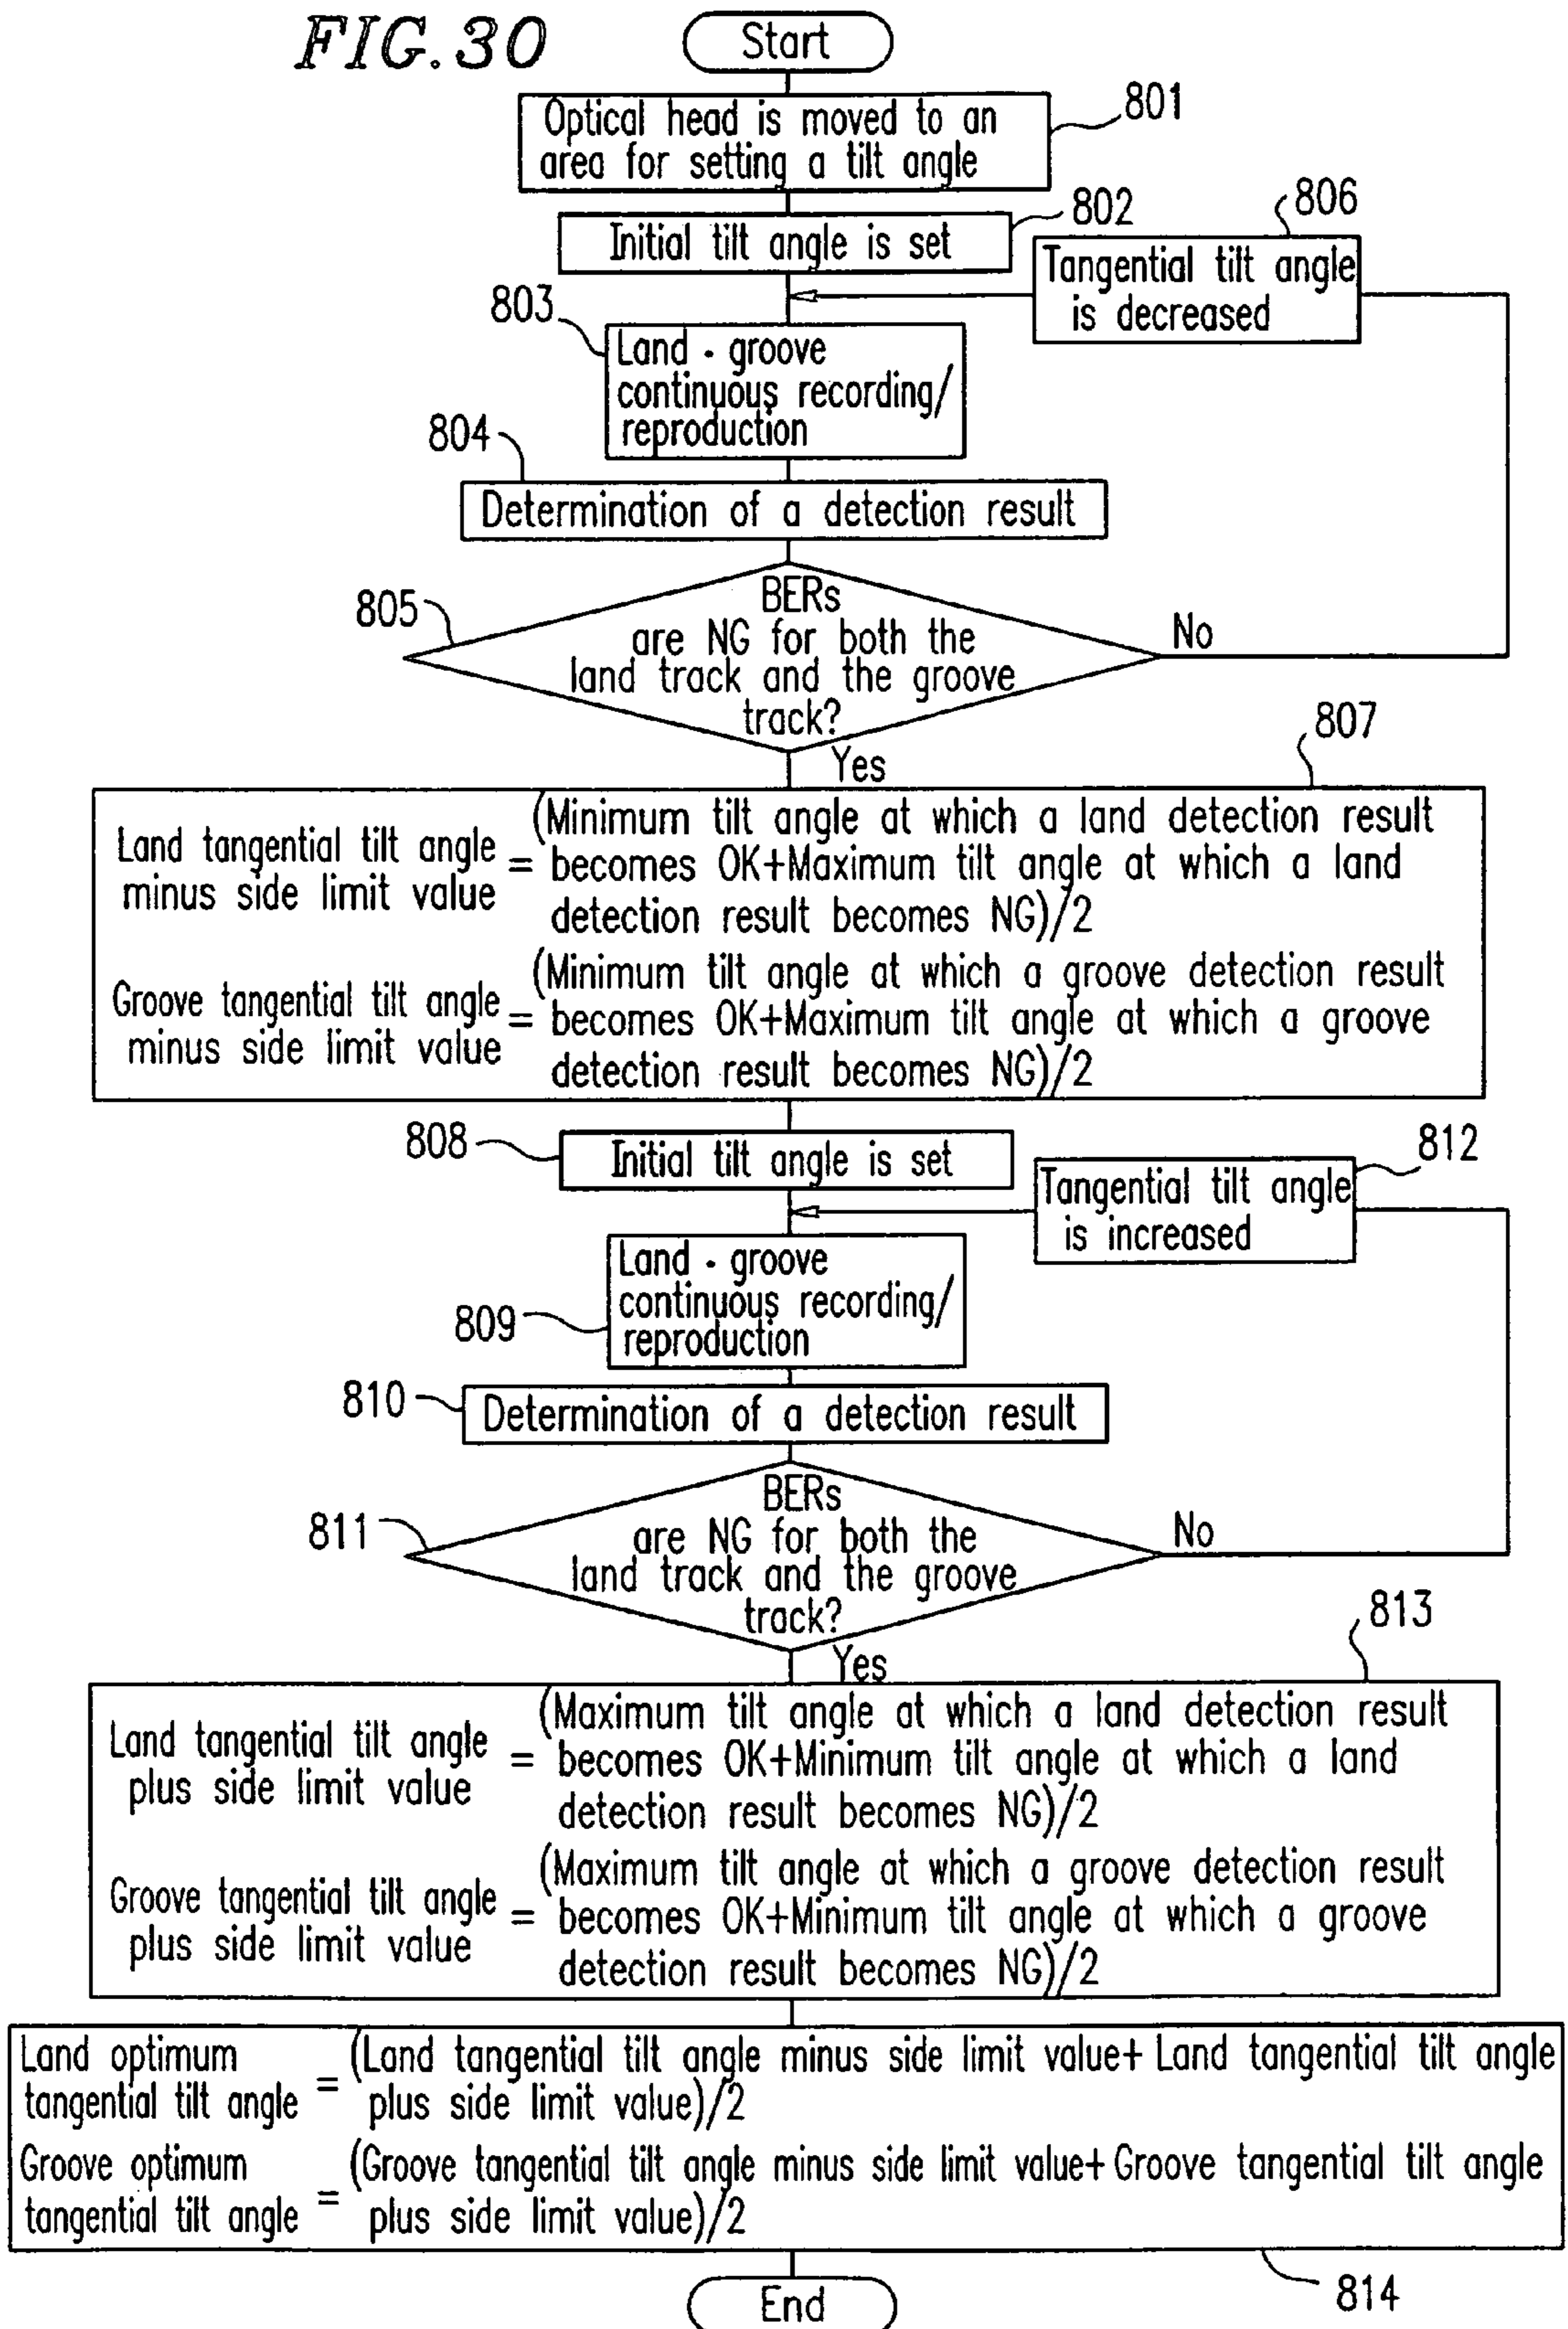 FIG.30
Start
801
Optical head is moved to an
area for setting a tilt angle
802
Initial tilt angle is set
806
Tangential tilt angle
is decreased
803
Land - groove
continuous recording/
reproduction
804
Determination of a detection result
805
BERs
are NG for both the
land track and the groove
track?
No
Yes
807
Land tangential tilt angle
minus side limit value
=
(Minimum tilt angle at which a land detection result
becomes OK+Maximum tilt angle at which a land
detection result becomes NG)/2
Groove tangential tilt angle
minus side limit value
=
(Minimum tilt angle at which a groove detection result
becomes OK+Maximum tilt angle at which a groove
detection result becomes NG)/2
808
Initial tilt angle is set
812
Tangential tilt angle
is increased
809
Land - groove
continuous recording/
reproduction
810
Determination of a detection result
811
BERs
are NG for both the
land track and the groove
track?
No
Yes
813
Land tangential tilt angle
plus side limit value
=
(Maximum tilt angle at which a land detection result
becomes OK+Minimum tilt angle at which a land
detection result becomes NG)/2
Groove tangential tilt angle
plus side limit value
=
(Maximum tilt angle at which a groove detection result
becomes OK+Minimum tilt angle at which a groove
detection result becomes NG)/2
Land optimum
tangential tilt angle
=
(Land tangential tilt angle minus side limit value+Land tangential tilt angle
plus side limit value)/2
Groove optimum
tangential tilt angle
=
(Groove tangential tilt angle minus side limit value+Groove tangential tilt angle
plus side limit value)/2
814
End